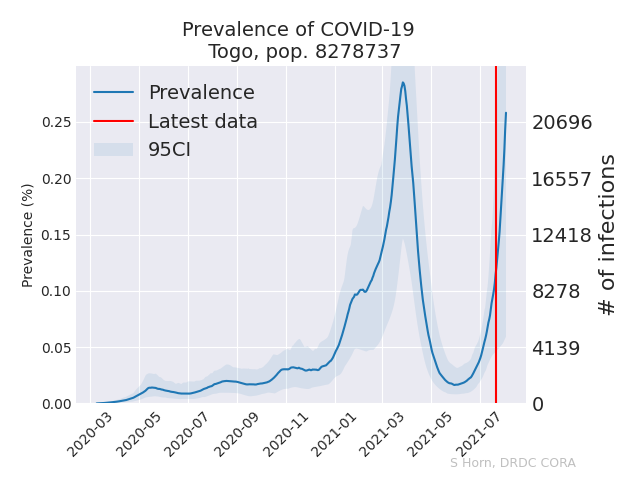 Prevalence of COVID-19
Togo, pop. 8278737
Prevalence
Latest data
95CI
Prevalence (%)
0.25
0.20
0.15
0.10
0.05
0.00
20696
16557
12418
8278
4139
0
# of infections
2020-03
2020-05
2020-07
2020-09
2020-11
2021-01
2021-03
2021-05
2021-07
S Horn, DRDC CORA